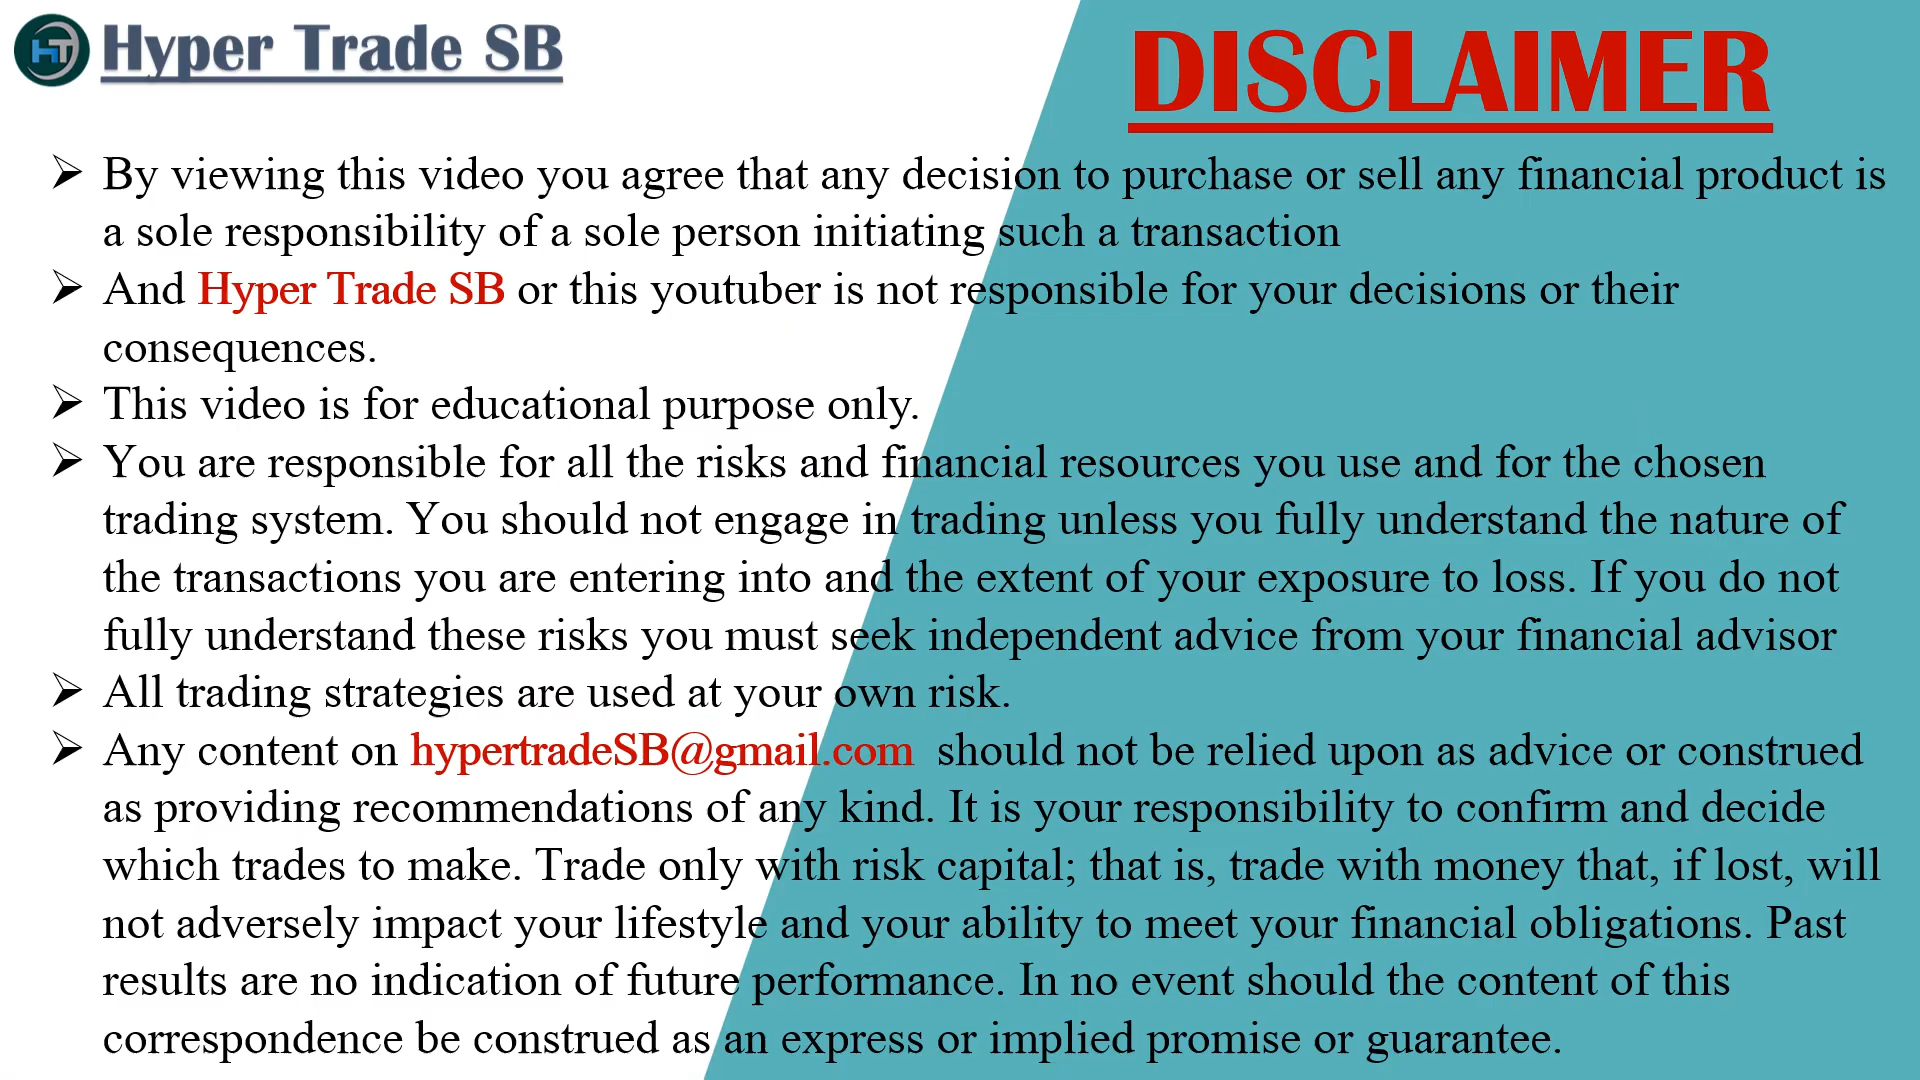 HT Hyper Trade SB
DISCLAIMER
➢ By viewing this video you agree that any decision to purchase or sell any financial product is
a sole responsibility of a sole person initiating such a transaction
➢ And Hyper Trade SB or this youtuber is not responsible for your decisions or their
consequences.
➢ This video is for educational purpose only.
➢ You are responsible for all the risks and financial resources you use and for the chosen
trading system. You should not engage in trading unless you fully understand the nature of
the transactions you are entering into and the extent of your exposure to loss. If you do not
fully understand these risks you must seek independent advice from your financial advisor
➢ All trading strategies are used at your own risk.
➢ Any content on hypertradeSB@gmail.com should not be relied upon as advice or construed
as providing recommendations of any kind. It is your responsibility to confirm and decide
which trades to make. Trade only with risk capital; that is, trade with money that, if lost, will
not adversely impact your lifestyle and your ability to meet your financial obligations. Past
results are no indication of future performance. In no event should the content of this
correspondence be construed as an express or implied promise or guarantee.